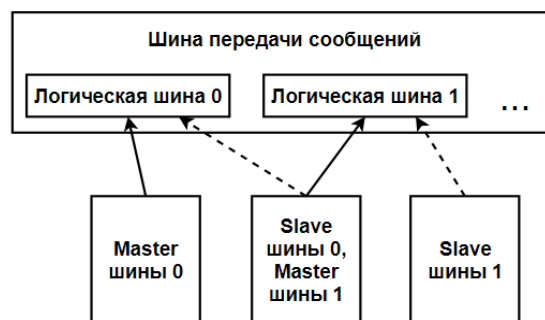 Шина передачи сообщений
Логическая шина 0
Логическая шина 1
...
Master
шины 0
Slave
шины 0,
Master
шины 1
Slave
шины 1